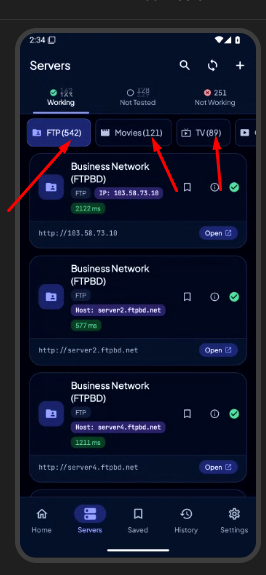 2:34
Servers
251
Working
Not Tested
Not Working
FTP (542)
Movies (121)
TV (89)
Business Network
(FTPBD)
FTP
IP: 103.58.73.10
2122 ms
http://103.58.73.10
Open
Business Network
(FTPBD)
FTP
Host: server2.ftpbd.net
577 ms
http://server2.ftpbd.net
Open
Business Network
(FTPBD)
FTP
Host: server4.ftpbd.net
1211 ms
http://server4.ftpbd.net
Open
Home
Servers
Saved
History
Settings